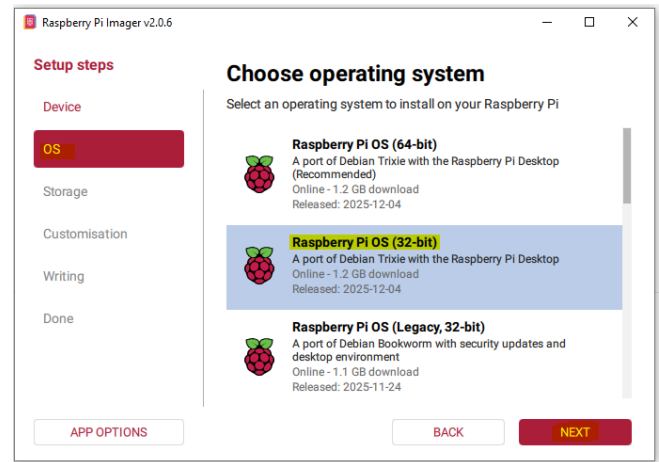 Raspberry Pi Imager v2.0.6
Setup steps
Device
OS
Storage
Customisation
Writing
Done
Choose operating system
Select an operating system to install on your Raspberry Pi
Raspberry Pi OS (64-bit)
A port of Debian Trixie with the Raspberry Pi Desktop
(Recommended)
Online - 1.2 GB download
Released: 2025-12-04
Raspberry Pi OS (32-bit)
A port of Debian Trixie with the Raspberry Pi Desktop
Online - 1.2 GB download
Released: 2025-12-04
Raspberry Pi OS (Legacy, 32-bit)
A port of Debian Bookworm with security updates and
desktop environment
Online - 1.1 GB download
Released: 2025-11-24
APP OPTIONS
BACK
NEXT